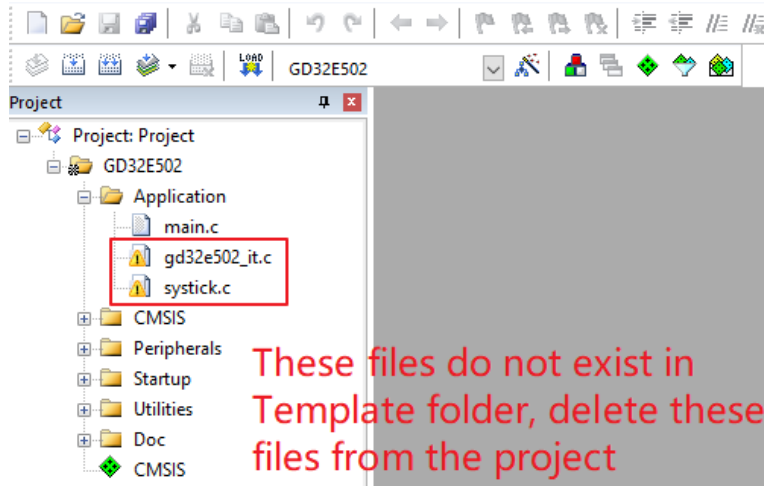 LOAD
GD32E502
Project
Project: Project
GD32E502
Application
main.c
gd32e502_it.c
systick.c
CMSIS
Peripherals
Startup
Utilities
Doc
CMSIS
These files do not exist in
Template folder, delete these
files from the project